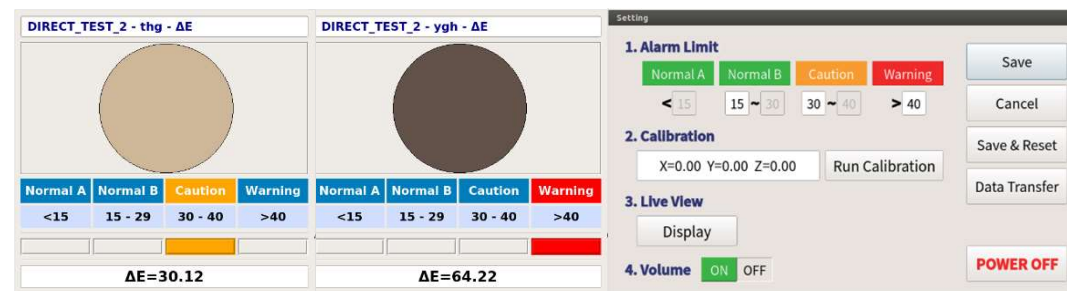 DIRECT_TEST_2 - thg - ΔE
Normal A Normal B Caution Warning
<15 15 - 29 30 - 40 >40
ΔE=30.12
DIRECT_TEST_2 - ygh - ΔE
Normal A Normal B Caution Warning
<15 15 - 29 30 - 40 >40
ΔE=64.22
Setting
1. Alarm Limit
Normal A Normal B Caution Warning
< 15 15 ~ 30 30 ~ 40 > 40
2. Calibration
X=0.00 Y=0.00 Z=0.00 Run Calibration
3. Live View
Display
4. Volume ON OFF
Save
Cancel
Save & Reset
Data Transfer
POWER OFF